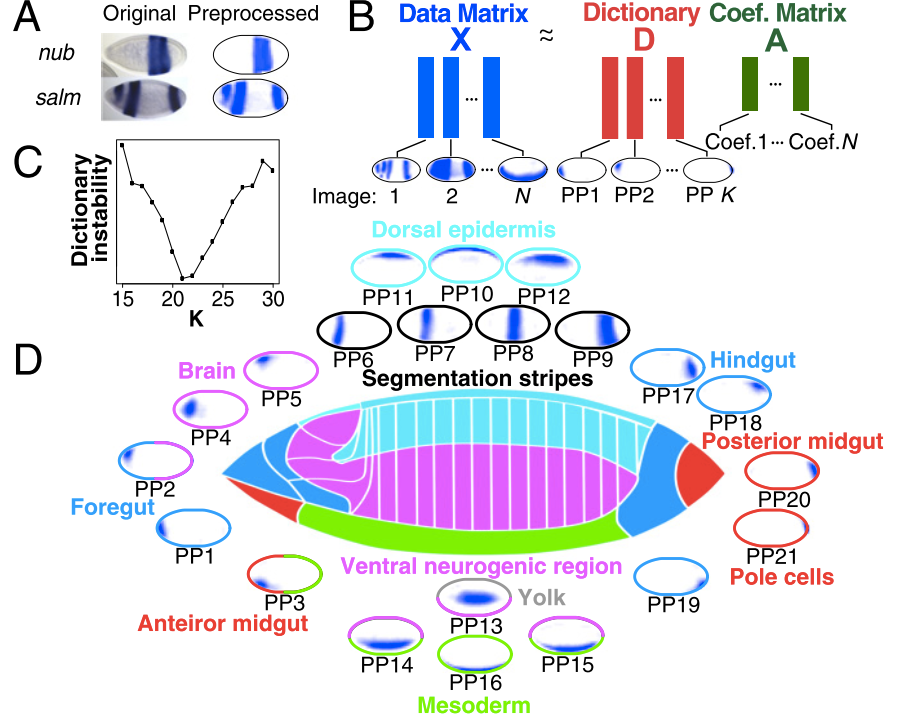 A
Original Preprocessed
nub
salm
B
Data Matrix
X
≈
Dictionary
D
Coef. Matrix
A
... ... ...
Coef.1... Coef.N
... ...
Image: 1 2 N PP1 PP2 PP K
C
Dictionary
instability
15 20 25 30
K
D
Dorsal epidermis
PP11 PP10 PP12
PP6 PP7 PP8 PP9
Segmentation stripes
Brain
PP5
PP4
PP2
Foregut
PP1
PP3
Anteiror midgut
Hindgut
PP17
PP18
Posterior midgut
PP20
PP21
Pole cells
PP19
Ventral neurogenic region
Yolk
PP13
PP14
PP15
PP16
Mesoderm